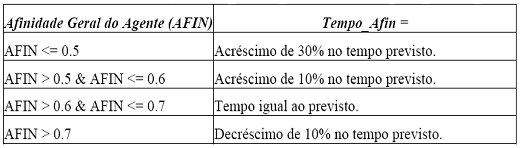 Afinidade Geral do Agente (AFIN) Tempo_Afin =
AFIN <= 0.5 Acréscimo de 30% no tempo previsto.
AFIN > 0.5 & AFIN <= 0.6 Acréscimo de 10% no tempo previsto.
AFIN > 0.6 & AFIN <= 0.7 Tempo igual ao previsto.
AFIN > 0.7 Decréscimo de 10% no tempo previsto.